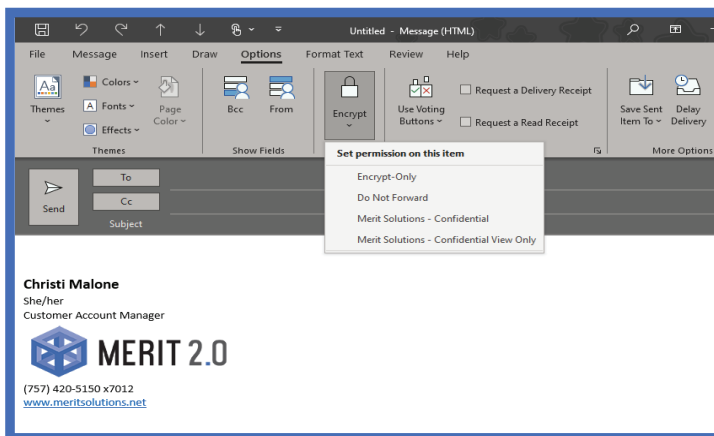 Untitled - Message (HTML)
File Message Insert Draw Options Format Text Review Help
Aa
Themes
Colors
A Fonts
Effects
Page
Color
Themes
Bcc From
Show Fields
Encrypt
Use Voting
Buttons
Request a Delivery Receipt
Request a Read Receipt
Save Sent
Item To
Delay
Delivery
More Options
Set permission on this item
Encrypt-Only
Do Not Forward
Merit Solutions - Confidential
Merit Solutions - Confidential View Only
Send
To
Cc
Subject
Christi Malone
She/her
Customer Account Manager
MERIT 2.0
(757) 420-5150 x7012
www.meritsolutions.net